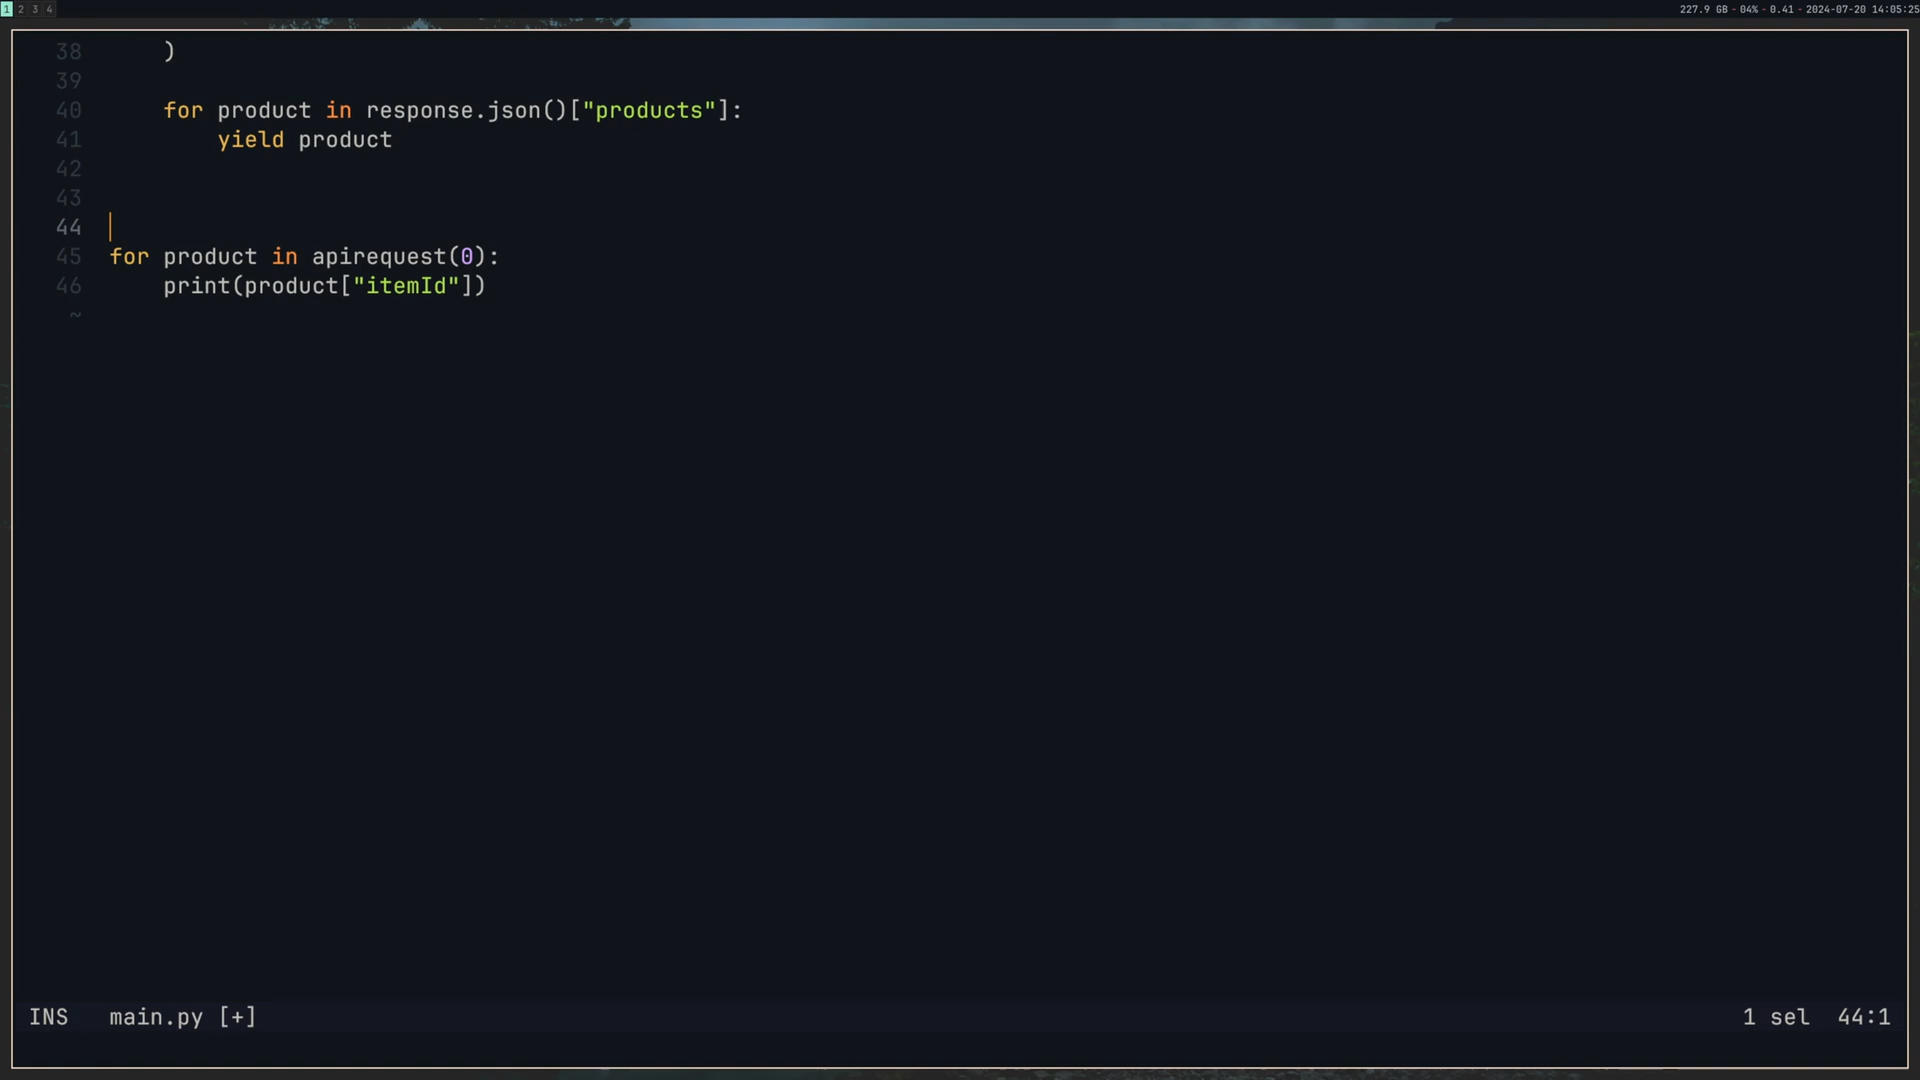 1 2 3 4 227.9 GB - 04% - 0.41 - 2024-07-20 14:05:25
38 )
39
40 for product in response.json()["products"]:
41 yield product
42
43
44
45 for product in apirequest(0):
46 print(product["itemId"])
~
INS main.py [+] 1 sel 44:1